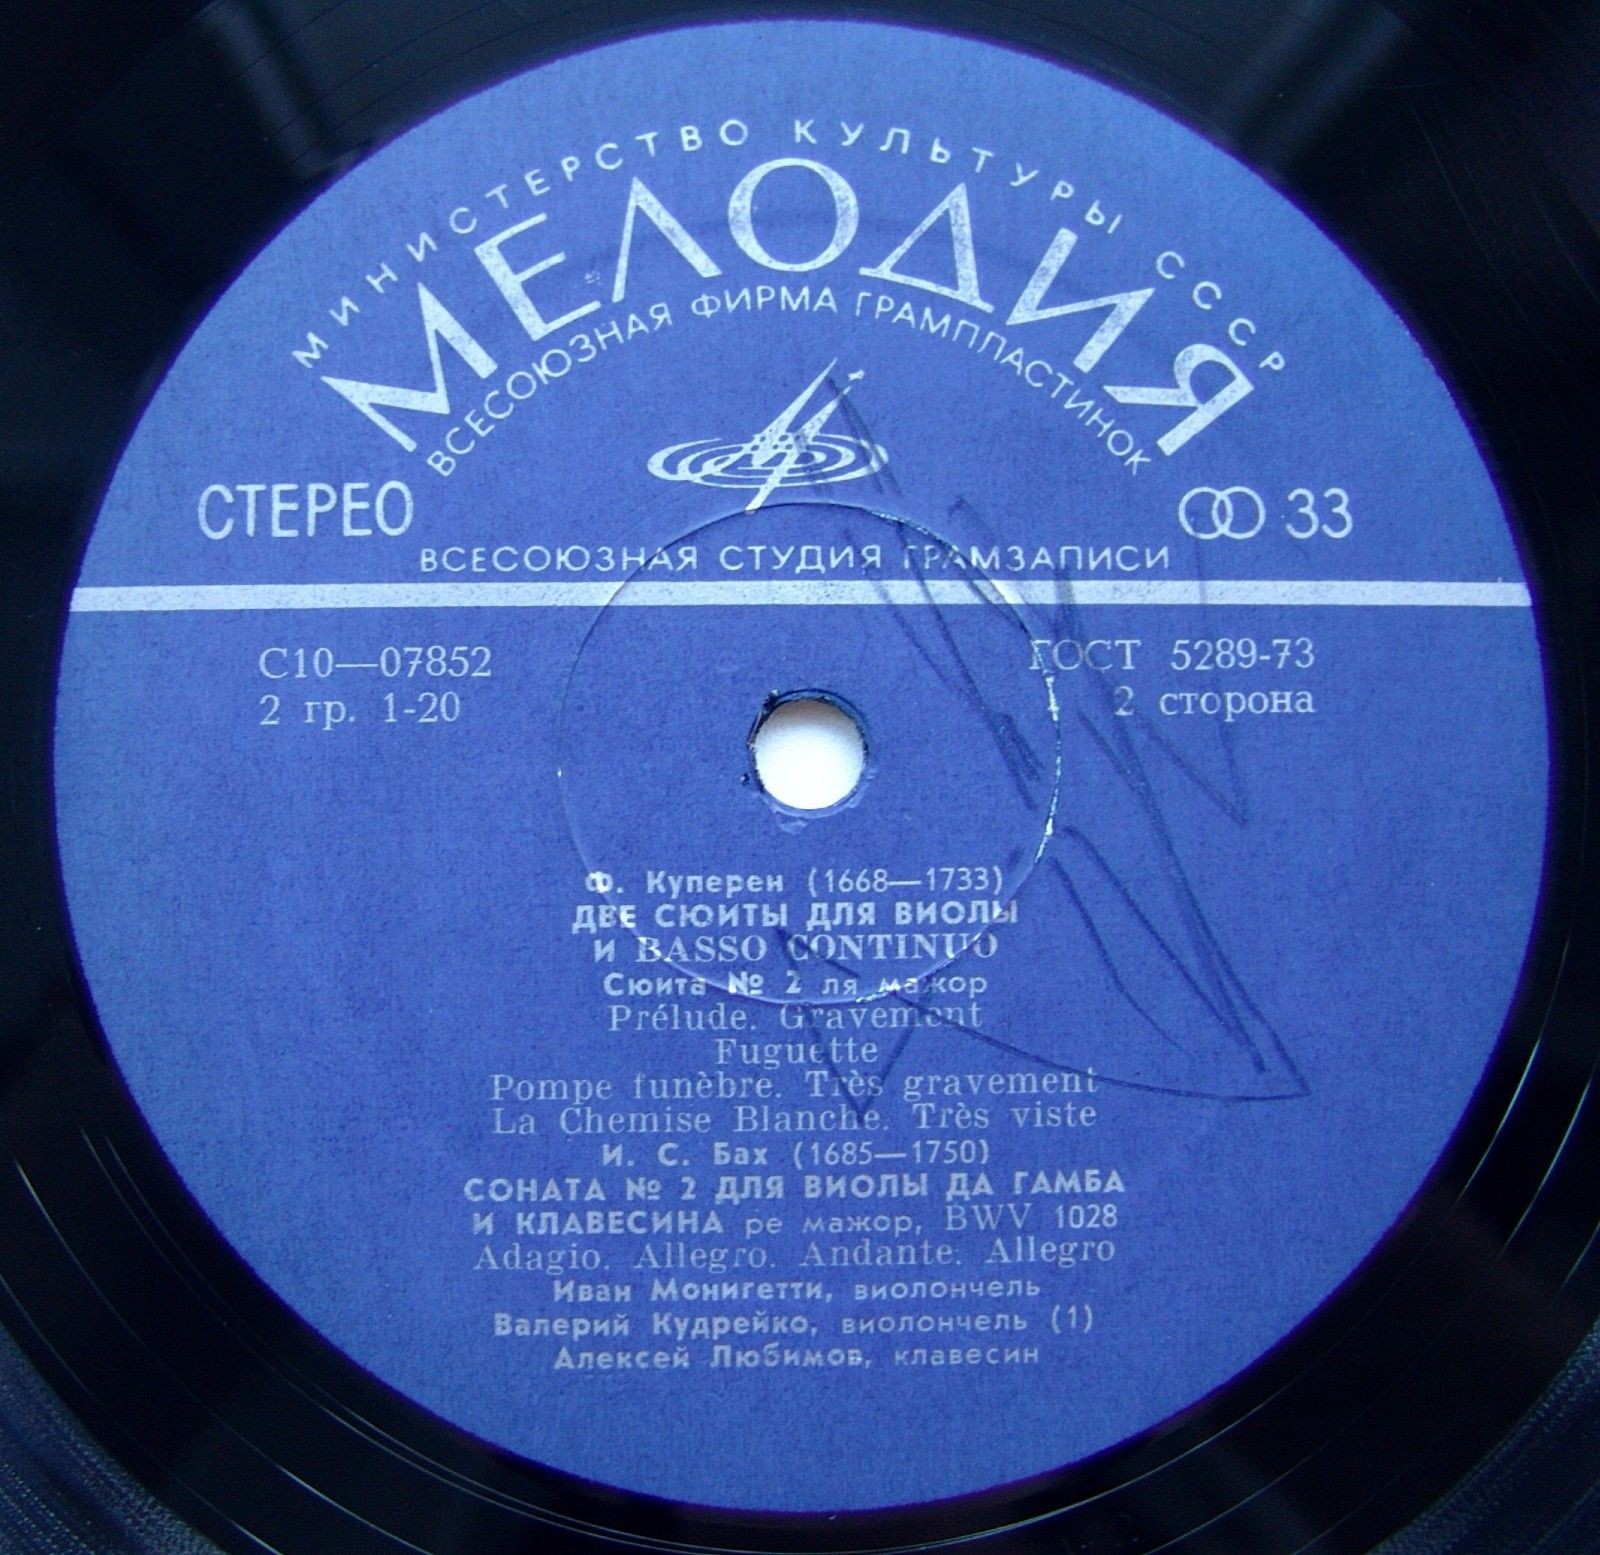 МИНИСТЕРСТВО КУЛЬТУРЫ СССР
МЕЛОДИЯ
ВСЕСОЮЗНАЯ ФИРМА ГРАМПЛАСТИНОК
СТЕРЕО
33
ВСЕСОЮЗНАЯ СТУДИЯ ГРАМЗАПИСИ
С10—07852
ГОСТ 5289-73
2 гр. 1-20
2 сторона
Ф. Куперен (1668—1733)
ДВЕ СЮИТЫ ДЛЯ ВИОЛЫ
И BASSO CONTINUO
Сюита № 2 ля мажор
Prélude. Gravement
Fuguette
Pompe funèbre. Très gravement
La Chemise Blanche. Très viste
И. С. Бах (1685—1750)
СОНАТА № 2 ДЛЯ ВИОЛЫ ДА ГАМБА
И КЛАВЕСИНА ре мажор, BWV 1028
Adagio. Allegro. Andante. Allegro
Иван Монигетти, виолончель
Валерий Кудрейко, виолончель (1)
Алексей Любимов, клавесин